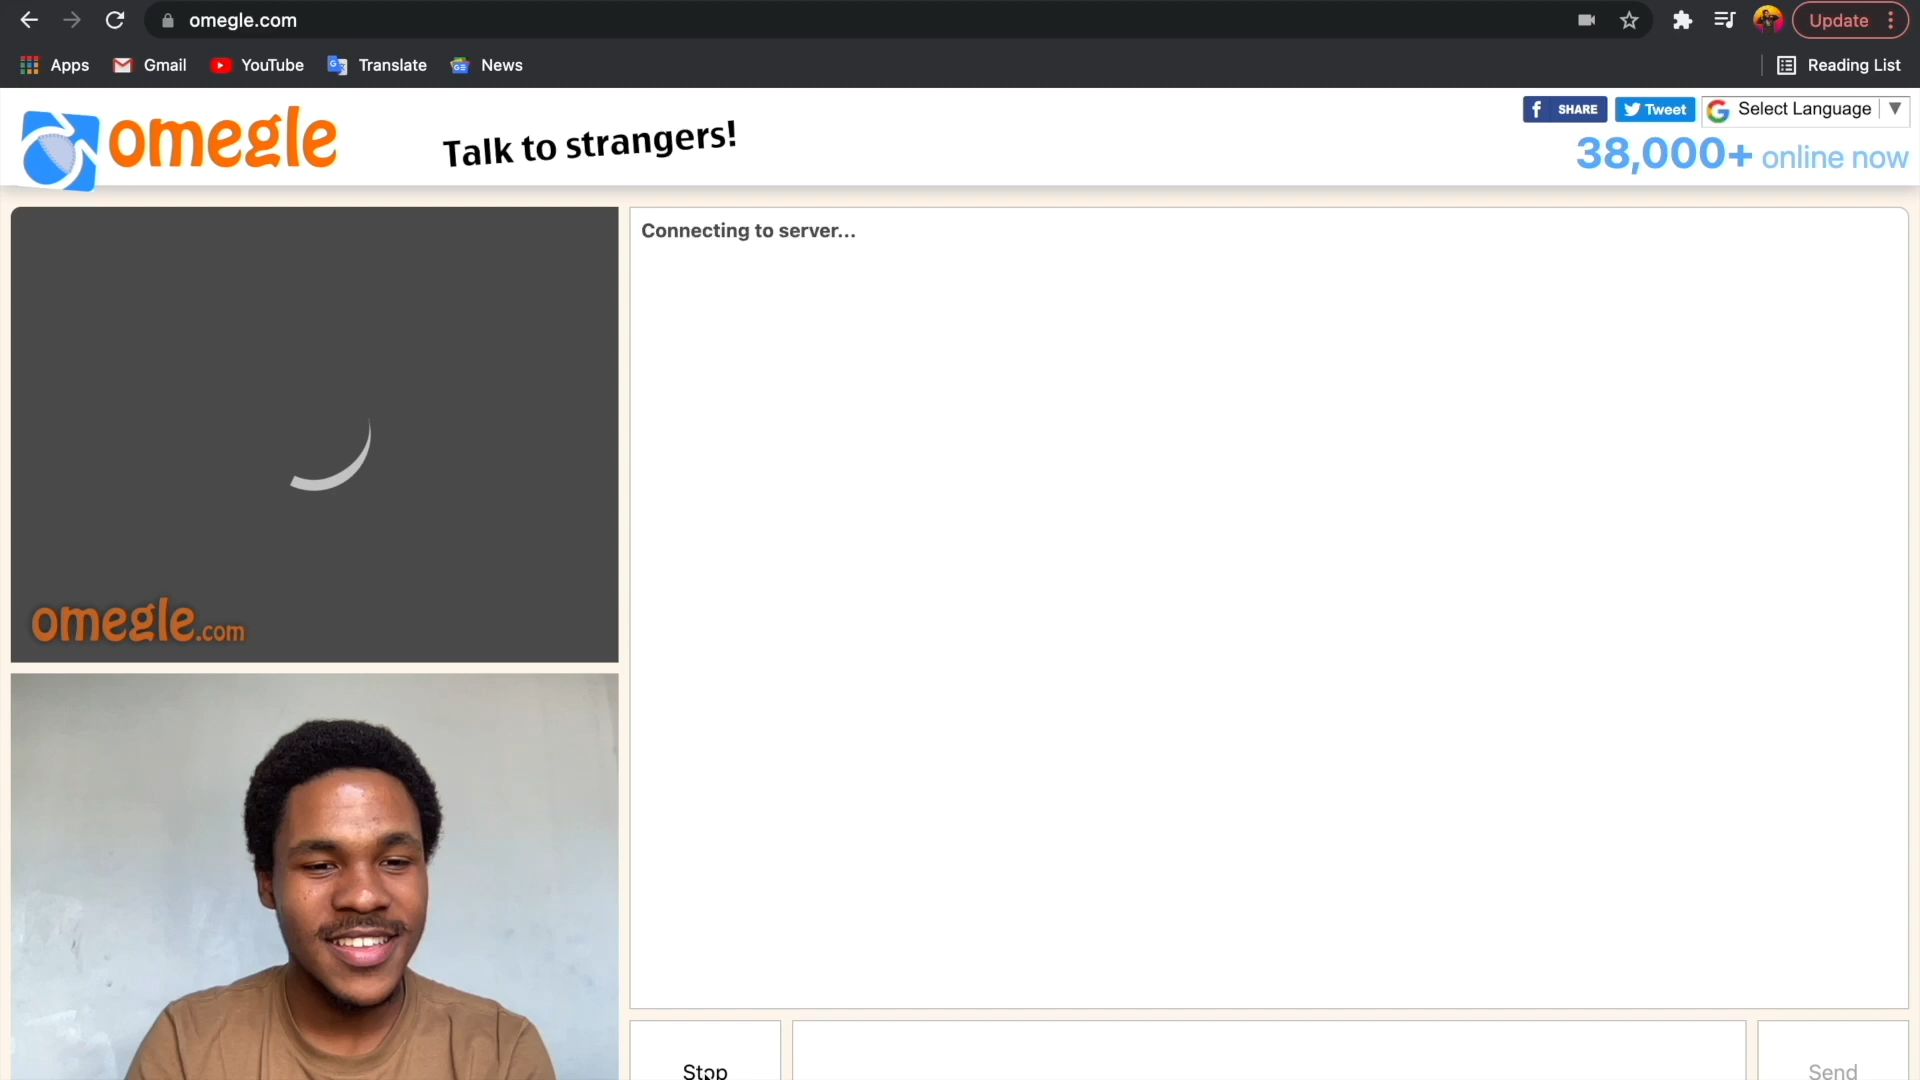 omegle.com
Update
Apps
Gmail
YouTube
Translate
News
Reading List
omegle
Talk to strangers!
SHARE
Tweet
Select Language
38,000+ online now
Connecting to server...
omegle.com
Stop
Send